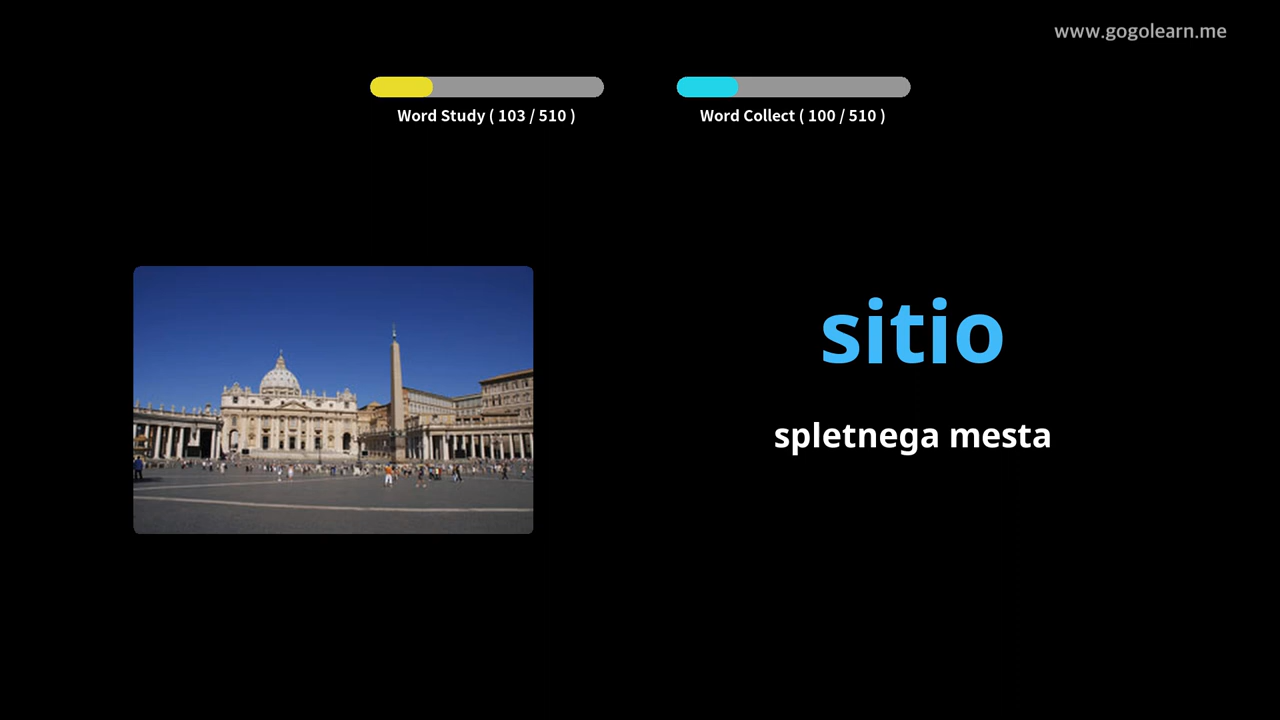 www.gogolearn.me
Word Study ( 103 / 510 )
Word Collect ( 100 / 510 )
sitio
spletnega mesta